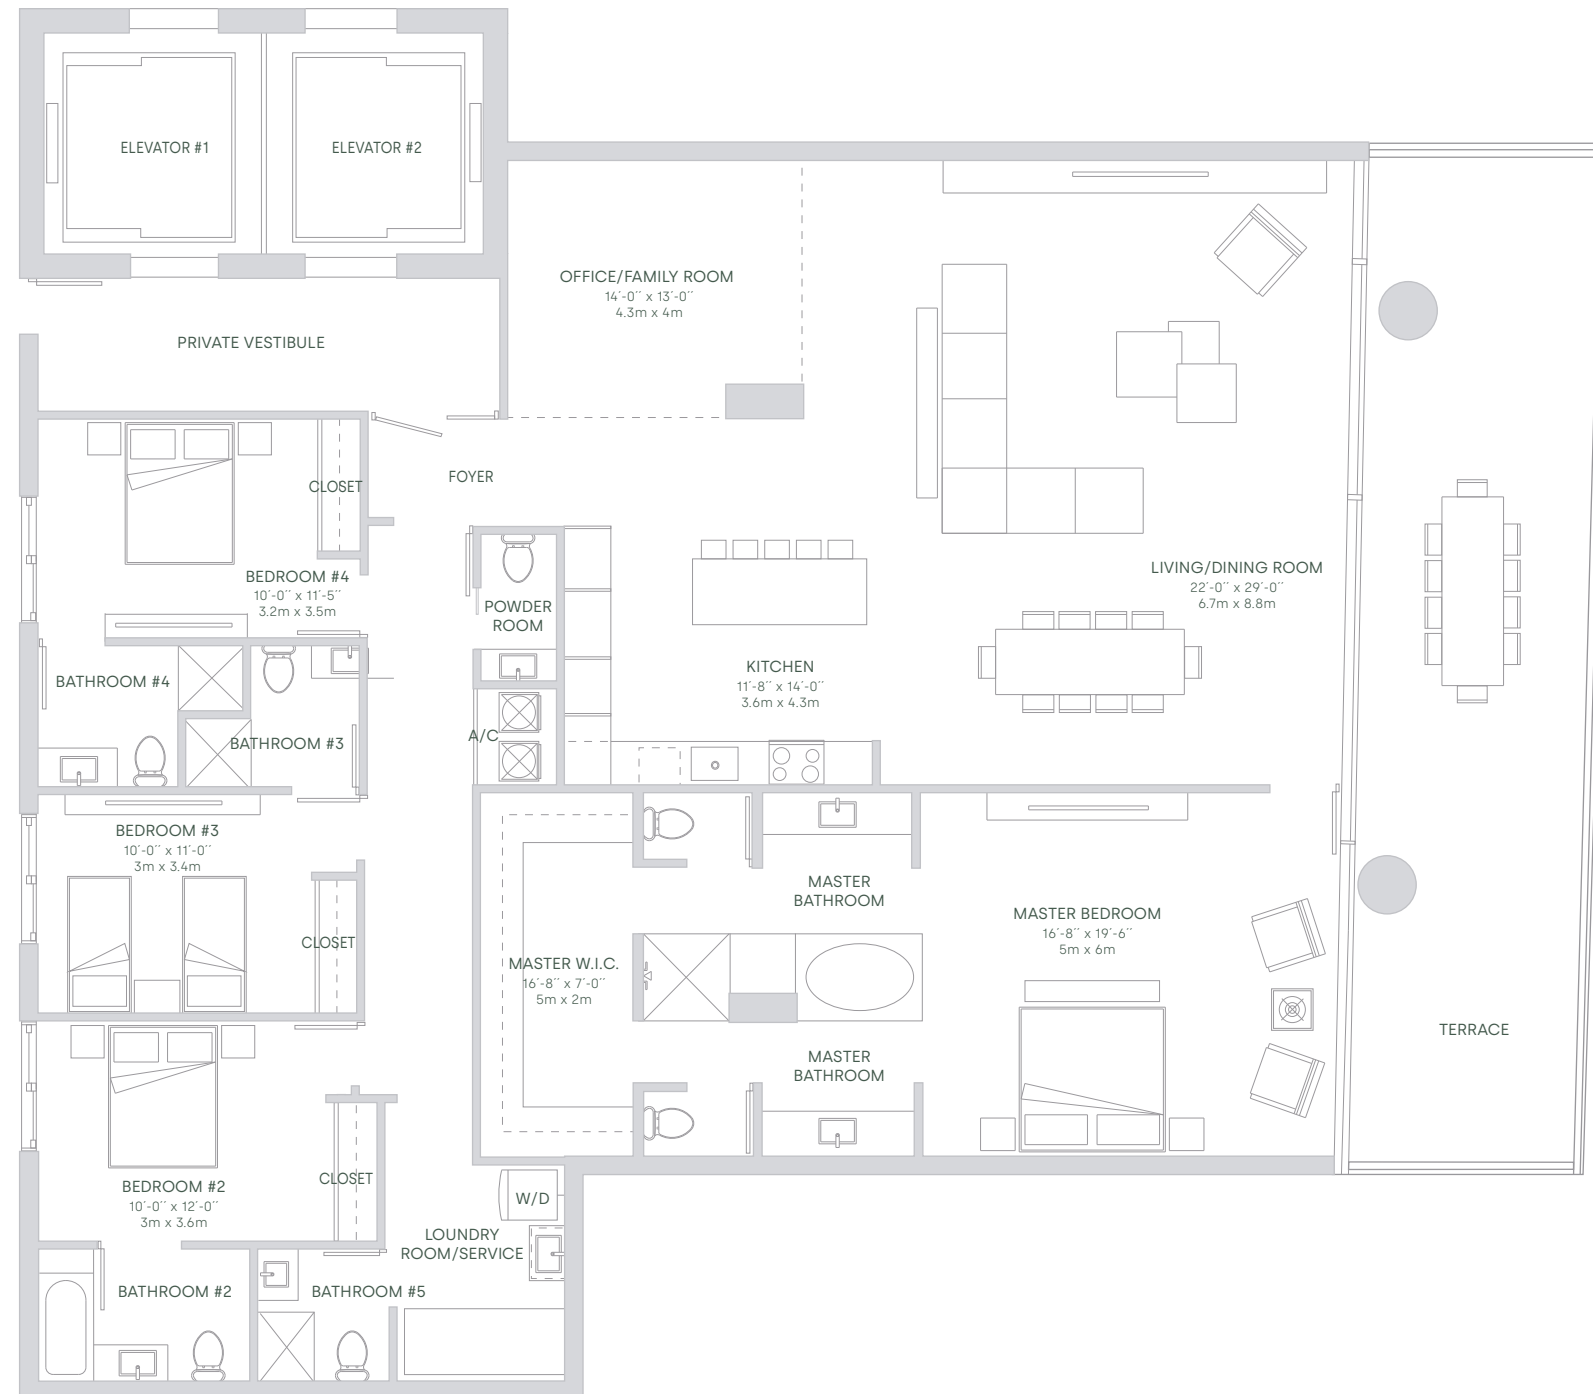 ELEVATOR #1
ELEVATOR #2
OFFICE/FAMILY ROOM
14´-0´´ x 13´-0´´
4.3m x 4m
PRIVATE VESTIBULE
FOYER
CLOSET
BEDROOM #4
10´-0´´ x 11´-5´´
3.2m x 3.5m
POWDER
ROOM
LIVING/DINING ROOM
22´-0´´ x 29´-0´´
6.7m x 8.8m
KITCHEN
11´-8´´ x 14´-0´´
3.6m x 4.3m
BATHROOM #4
BATHROOM #3
A/C
BEDROOM #3
10´-0´´ x 11´-0´´
3m x 3.4m
CLOSET
MASTER
BATHROOM
MASTER BEDROOM
16´-8´´ x 19´-6´´
5m x 6m
MASTER W.I.C.
16´-8´´ x 7´-0´´
5m x 2m
TERRACE
MASTER
BATHROOM
CLOSET
BEDROOM #2
10´-0´´ x 12´-0´´
3m x 3.6m
W/D
LOUNDRY
ROOM/SERVICE
BATHROOM #2
BATHROOM #5